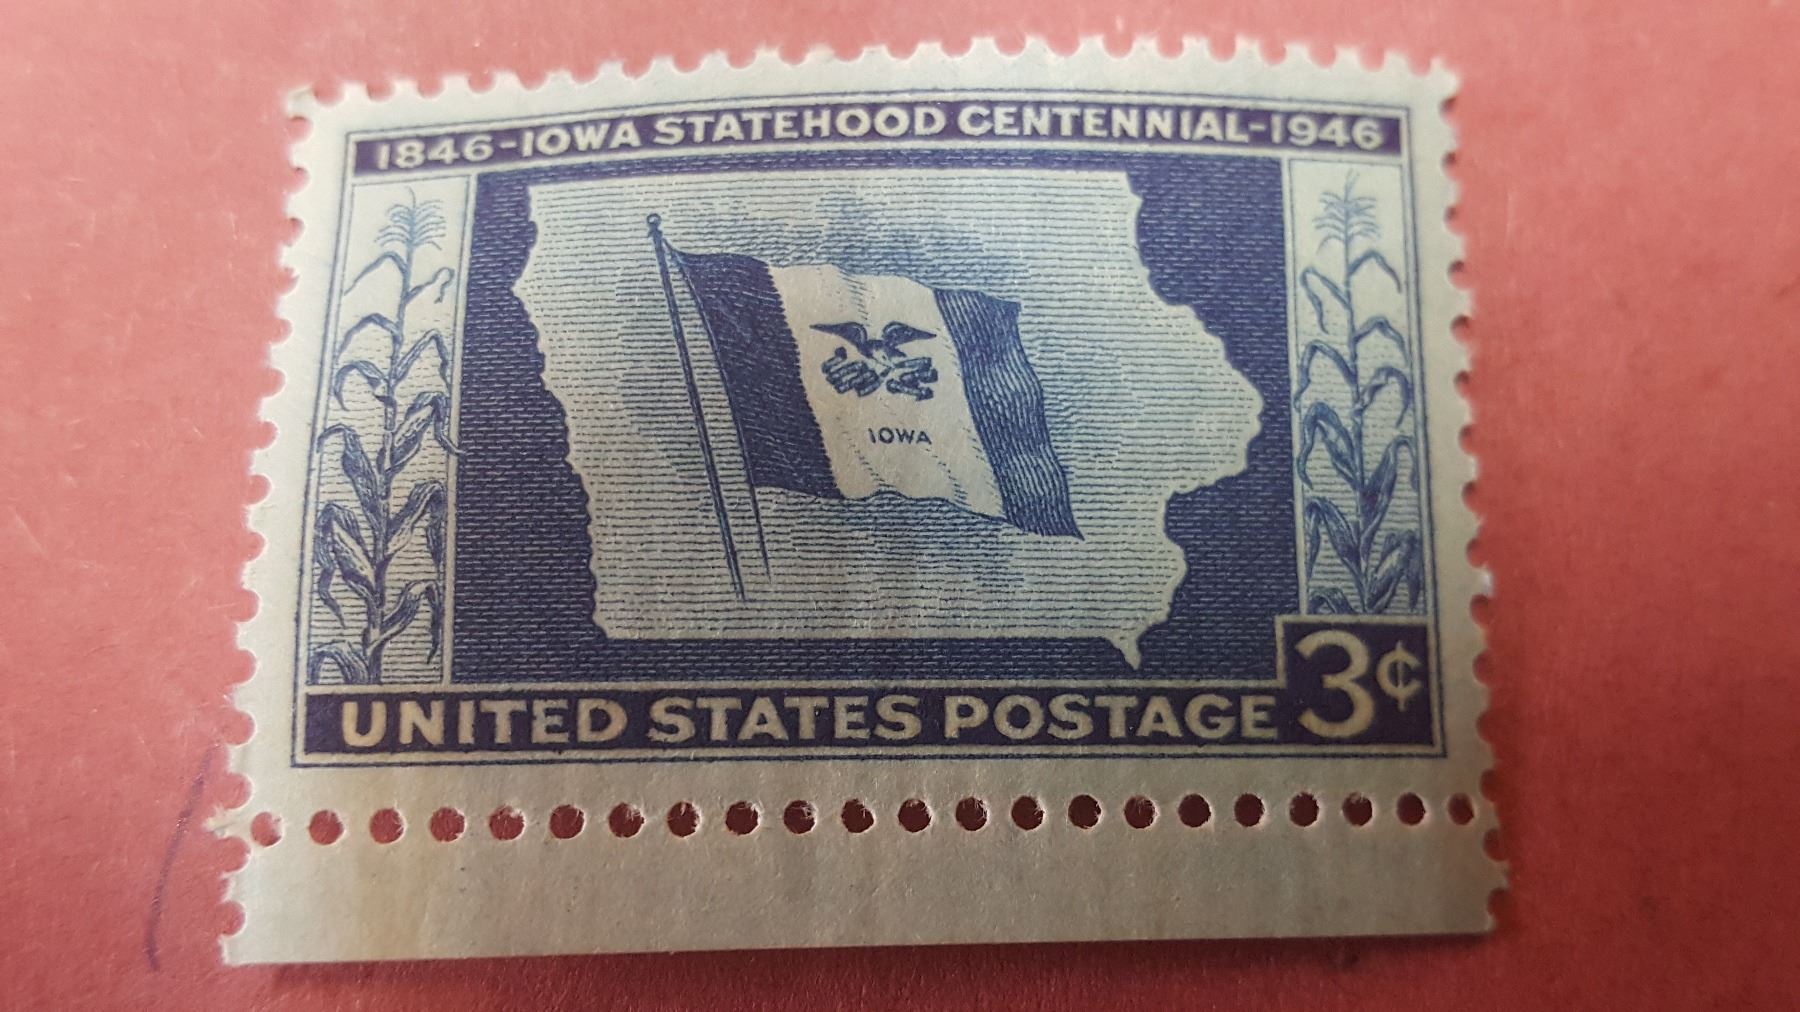 1846-IOWA STATEHOOD CENTENNIAL-1946
IOWA
UNITED STATES POSTAGE 3¢